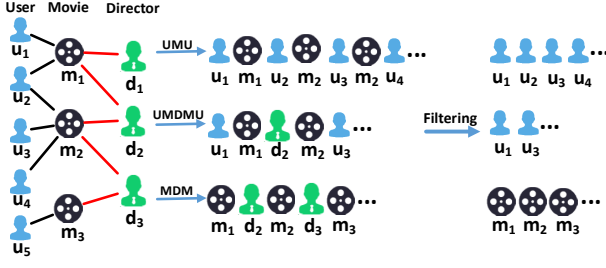 User Movie Director
u1 m1 d1
u2
u3 m2 d2
u4 d3
u5 m3
UMU
u1 m1 u2 m2 u3 m2 u4 ...
UMDMU
u1 m1 d2 m2 u3 ...
MDM
m1 d2 m2 d3 m3 ...
Filtering
u1 u2 u3 u4 ...
u1 u3 ...
m1 m2 m3 ...